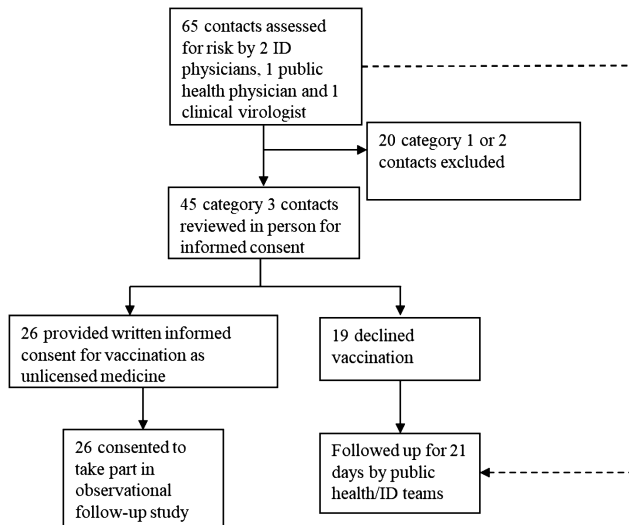 65 contacts assessed
for risk by 2 ID
physicians, 1 public
health physician and 1
clinical virologist
20 category 1 or 2
contacts excluded
45 category 3 contacts
reviewed in person for
informed consent
26 provided written informed
consent for vaccination as
unlicensed medicine
19 declined
vaccination
26 consented to
take part in
observational
follow-up study
Followed up for 21
days by public
health/ID teams